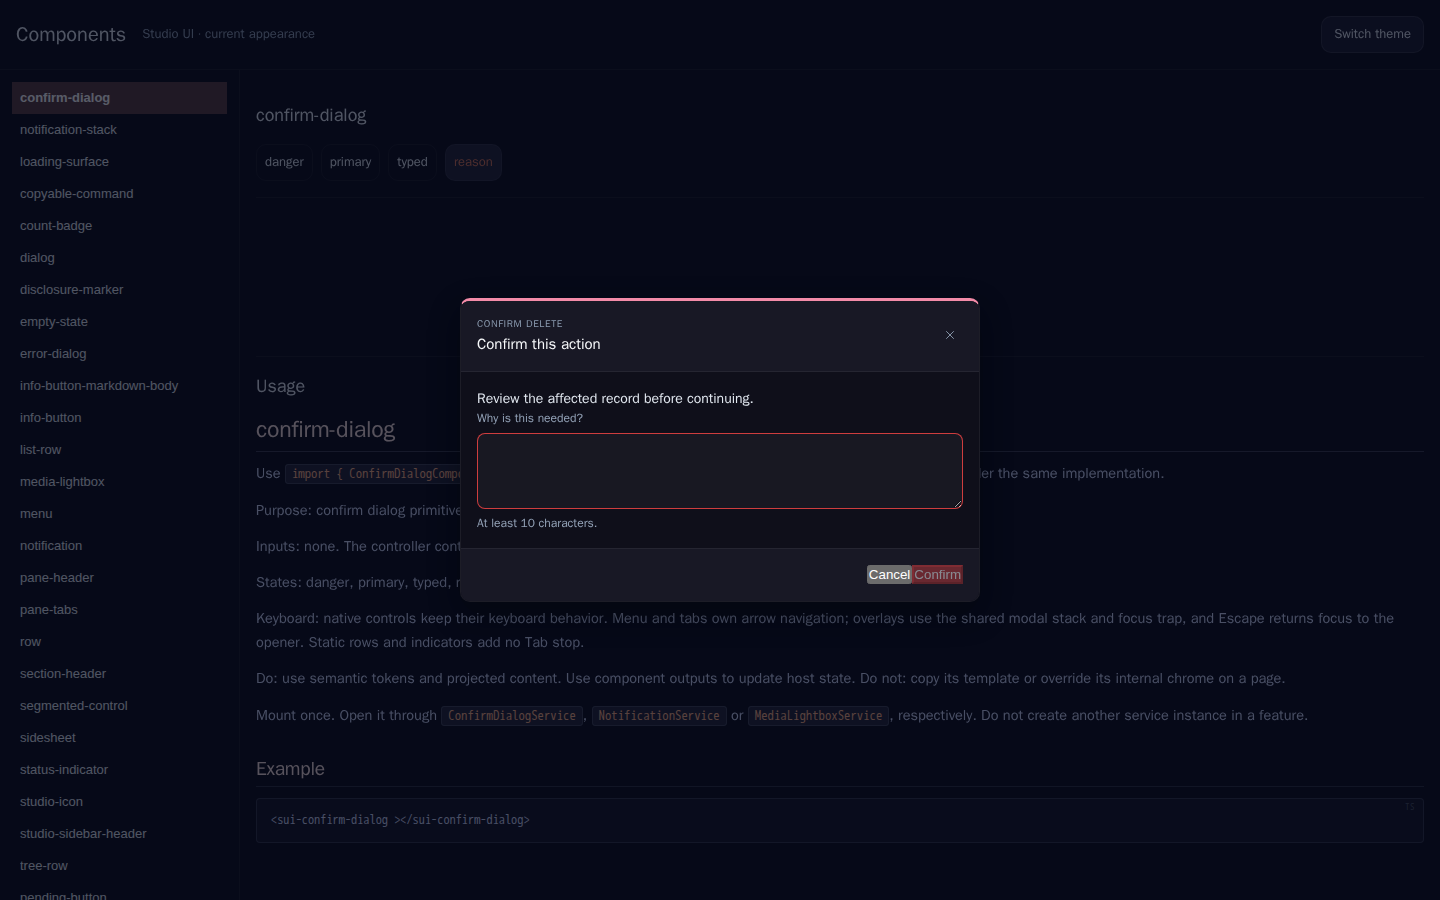 Components
Studio UI · current appearance
Switch theme
confirm-dialog
notification-stack
loading-surface
copyable-command
count-badge
dialog
disclosure-marker
empty-state
error-dialog
info-button-markdown-body
info-button
list-row
media-lightbox
menu
notification
pane-header
pane-tabs
row
section-header
segmented-control
sidesheet
status-indicator
studio-icon
studio-sidebar-header
tree-row
pending-button
confirm-dialog
danger
primary
typed
reason
Usage
confirm-dialog
Use import { ConfirmDialogCompo
er the same implementation.
Purpose: confirm dialog primitive
Inputs: none. The controller cont
States: danger, primary, typed, r
Keyboard: native controls keep their keyboard behavior. Menu and tabs own arrow navigation; overlays use the shared modal stack and focus trap, and Escape returns focus to the
opener. Static rows and indicators add no Tab stop.
Do: use semantic tokens and projected content. Use component outputs to update host state. Do not: copy its template or override its internal chrome on a page.
Mount once. Open it through ConfirmDialogService, NotificationService or MediaLightboxService, respectively. Do not create another service instance in a feature.
Example
TS
<sui-confirm-dialog ></sui-confirm-dialog>
CONFIRM DELETE
Confirm this action
Review the affected record before continuing.
Why is this needed?
At least 10 characters.
Cancel
Confirm